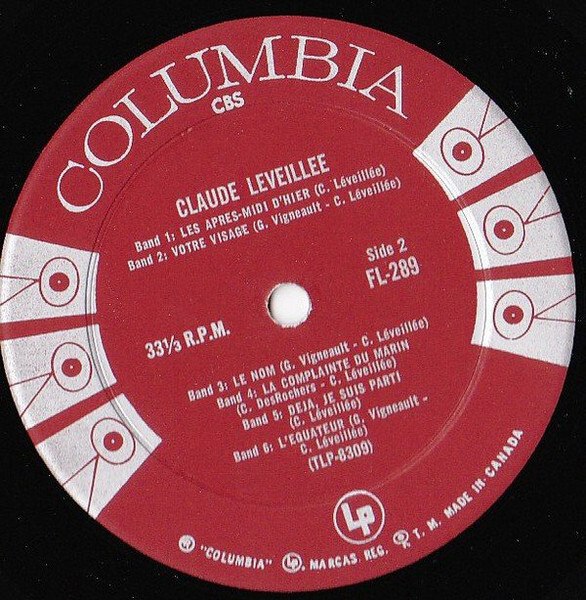 COLUMBIA
CBS
CLAUDE LEVEILLEE
Band 1: LES APRES-MIDI D'HIER (C. Léveillée)
Band 2: VOTRE VISAGE (G. Vigneault - C. Léveillée)
Side 2
FL-289
33⅓ R.P.M.
Band 3: LE NOM (G. Vigneault - C. Léveillée)
Band 4: LA COMPLAINTE DU MARIN
(C. DesRochers - C. Léveillée)
Band 5: DEJA, JE SUIS PARTI
(C. Léveillée)
Band 6: L'EQUATEUR (G. Vigneault -
C. Léveillée)
(TLP-8309)
Lp
® "COLUMBIA" Lp, MARCAS REG. T. M. MADE IN CANADA